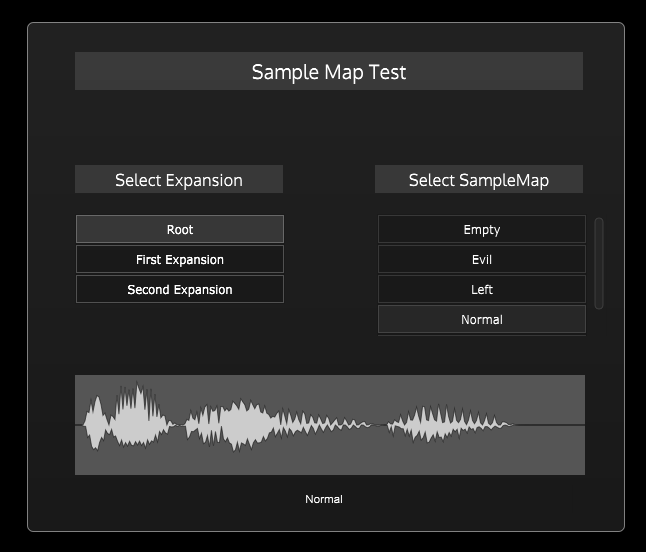 Sample Map Test
Select Expansion
Root
First Expansion
Second Expansion
Select SampleMap
Empty
Evil
Left
Normal
Normal